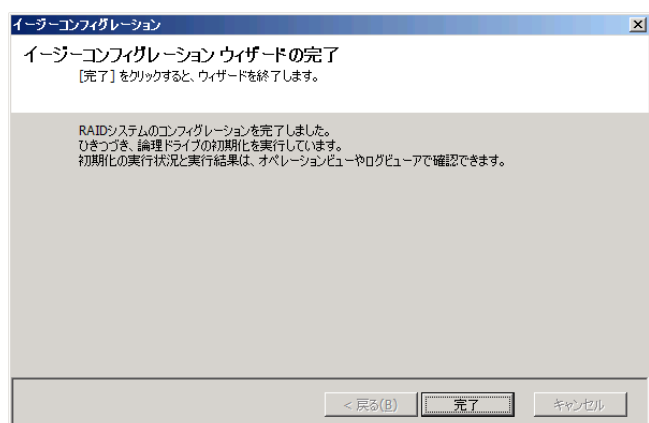 イージーコンフィグレーション
イージーコンフィグレーション ウィザードの完了
[完了] をクリックすると、ウィザードを終了します。
RAIDシステムのコンフィグレーションを完了しました。
ひきつづき、論理ドライブの初期化を実行しています。
初期化の実行状況と実行結果は、オペレーションビューやログビューアで確認できます。
< 戻る(B) 完了 キャンセル